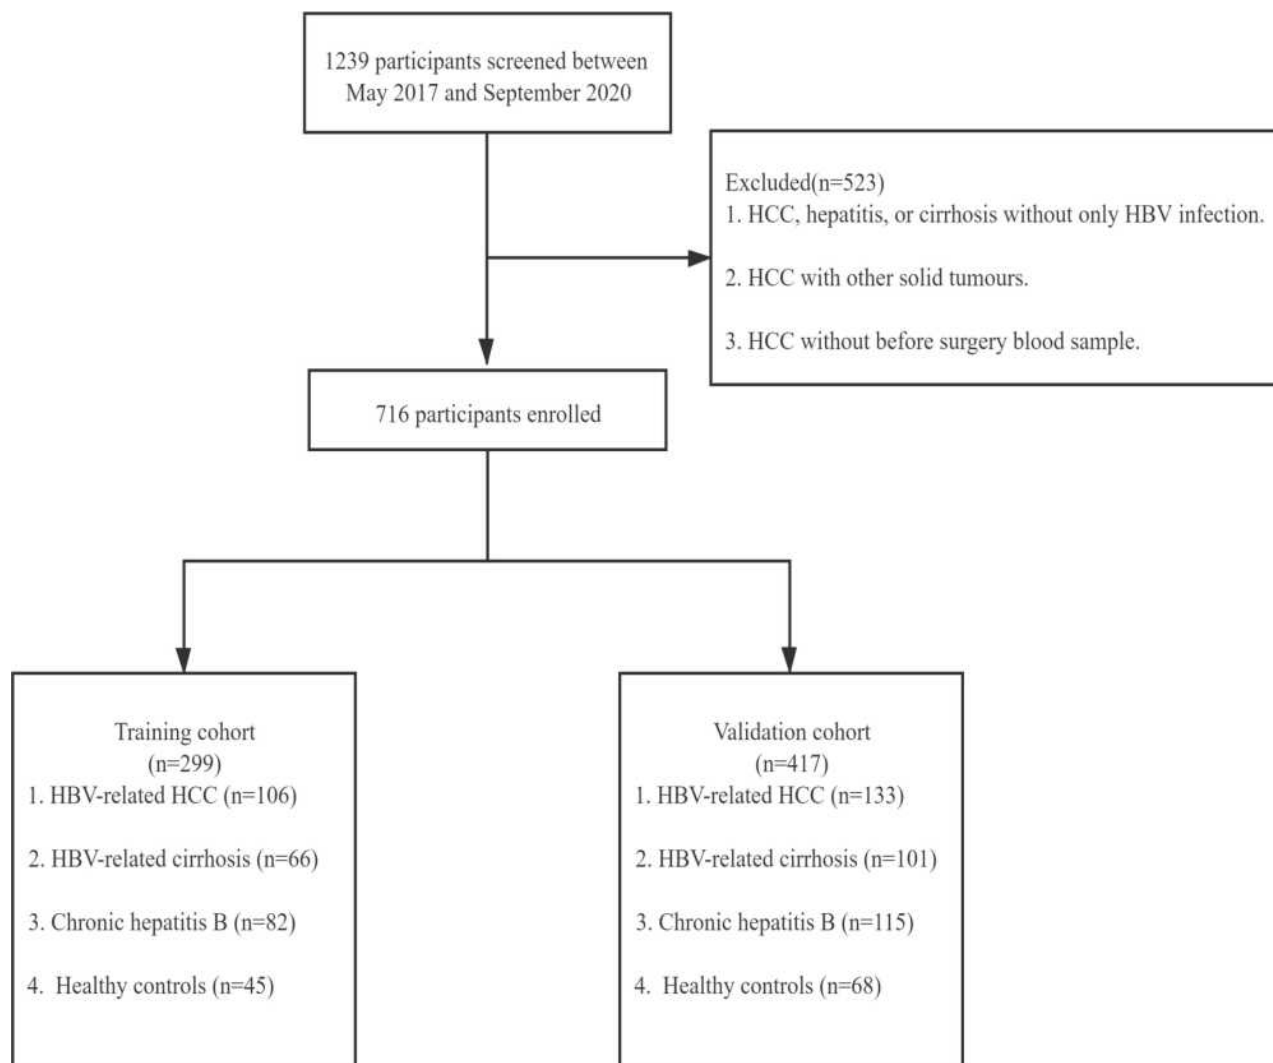 1239 participants screened between
May 2017 and September 2020
Excluded(n=523)
1. HCC, hepatitis, or cirrhosis without only HBV infection.
2. HCC with other solid tumours.
3. HCC without before surgery blood sample.
716 participants enrolled
Training cohort
(n=299)
1. HBV-related HCC (n=106)
2. HBV-related cirrhosis (n=66)
3. Chronic hepatitis B (n=82)
4. Healthy controls (n=45)
Validation cohort
(n=417)
1. HBV-related HCC (n=133)
2. HBV-related cirrhosis (n=101)
3. Chronic hepatitis B (n=115)
4. Healthy controls (n=68)